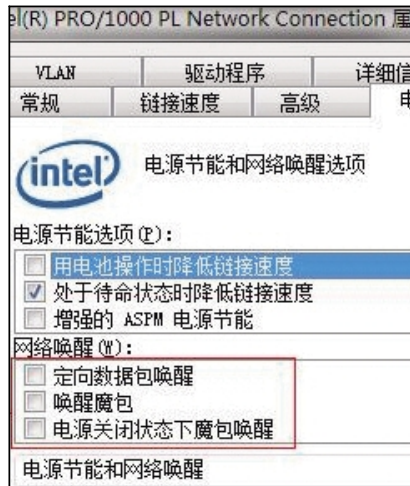 el(R) PRO/1000 PL Network Connection 属
VLAN 驱动程序 详细信
常规 链接速度 高级 电
intel 电源节能和网络唤醒选项
电源节能选项(P):
用电池操作时降低链接速度
处于待命状态时降低链接速度
增强的 ASPM 电源节能
网络唤醒(W):
定向数据包唤醒
唤醒魔包
电源关闭状态下魔包唤醒
电源节能和网络唤醒